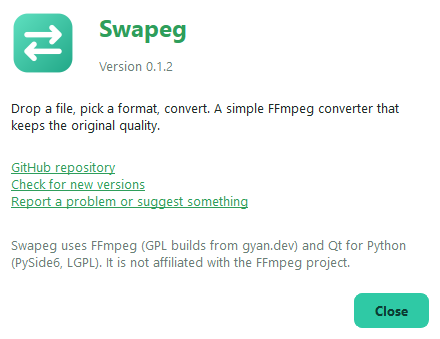 Swapeg
Version 0.1.2
Drop a file, pick a format, convert. A simple FFmpeg converter that
keeps the original quality.
GitHub repository
Check for new versions
Report a problem or suggest something
Swapeg uses FFmpeg (GPL builds from gyan.dev) and Qt for Python
(PySide6, LGPL). It is not affiliated with the FFmpeg project.
Close